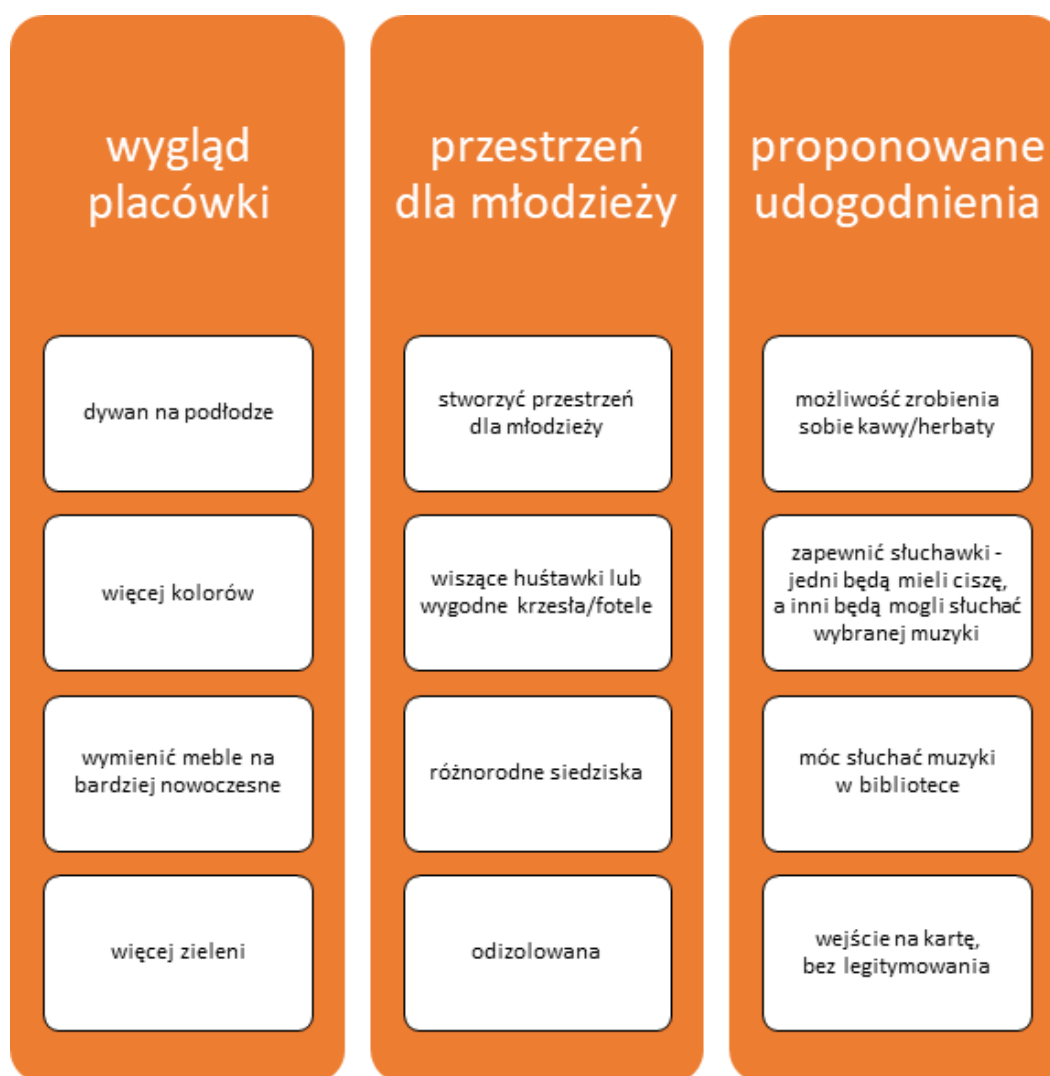 wygląd
placówki
dywan na podłodze
więcej kolorów
wymienić meble na
bardziej nowoczesne
więcej zieleni
przestrzeń
dla młodzieży
stworzyć przestrzeń
dla młodzieży
wiszące huśtawki lub
wygodne krzesła/fotele
różnorodne siedziska
odizolowana
proponowane
udogodnienia
możliwość zrobienia
sobie kawy/herbaty
zapewnić słuchawki -
jedni będą mieli ciszę,
a inni będą mogli słuchać
wybranej muzyki
móc słuchać muzyki
w bibliotece
wejście na kartę,
bez legitymowania